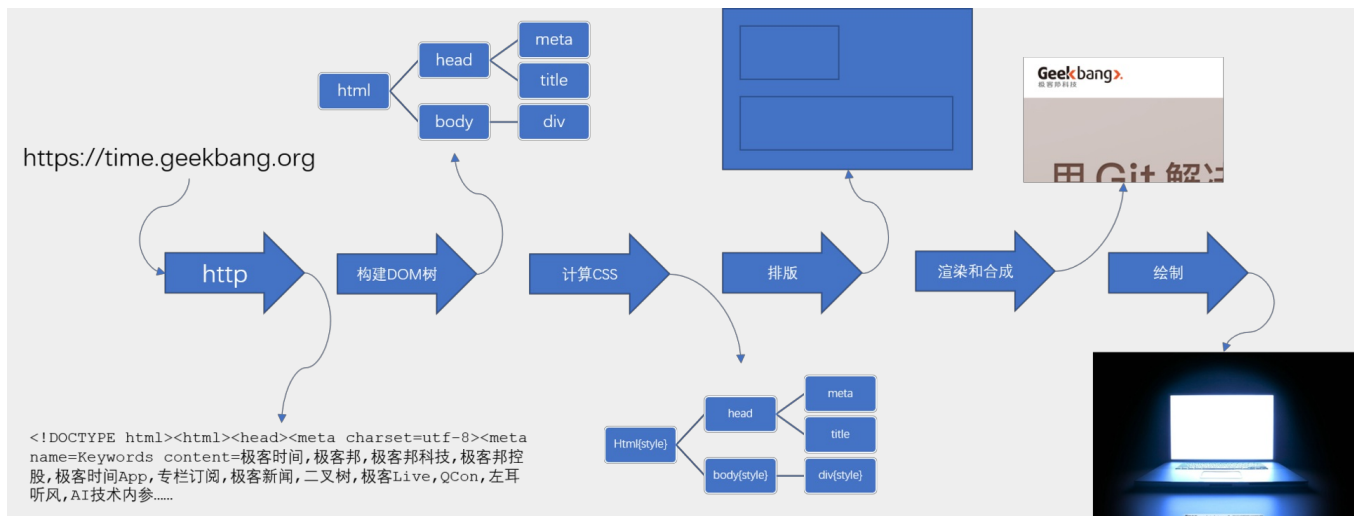 https://time.geekbang.org
http
<!DOCTYPE html><html><head><meta charset=utf-8><meta
name=Keywords content=极客时间,极客邦,极客邦科技,极客邦控
股,极客时间App,专栏订阅,极客新闻,二叉树,极客Live,QCon,左耳
听风,AI技术内参……
构建DOM树
html
head
body
meta
title
div
计算CSS
Html{style}
head
body{style}
meta
title
div{style}
排版
渲染和合成
Geekbang>.
极客邦科技
用 Git 解决
绘制